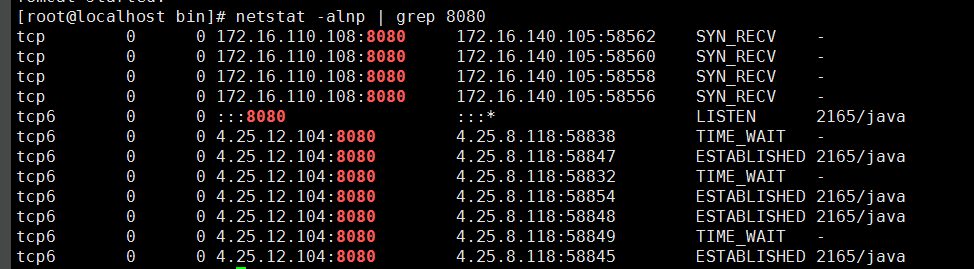 [root@localhost bin]# netstat -alnp | grep 8080
tcp 0 0 172.16.110.108:8080 172.16.140.105:58562 SYN_RECV -
tcp 0 0 172.16.110.108:8080 172.16.140.105:58560 SYN_RECV -
tcp 0 0 172.16.110.108:8080 172.16.140.105:58558 SYN_RECV -
tcp 0 0 172.16.110.108:8080 172.16.140.105:58556 SYN_RECV -
tcp6 0 0 :::8080 :::* LISTEN 2165/java
tcp6 0 0 4.25.12.104:8080 4.25.8.118:58838 TIME_WAIT -
tcp6 0 0 4.25.12.104:8080 4.25.8.118:58847 ESTABLISHED 2165/java
tcp6 0 0 4.25.12.104:8080 4.25.8.118:58832 TIME_WAIT -
tcp6 0 0 4.25.12.104:8080 4.25.8.118:58854 ESTABLISHED 2165/java
tcp6 0 0 4.25.12.104:8080 4.25.8.118:58848 ESTABLISHED 2165/java
tcp6 0 0 4.25.12.104:8080 4.25.8.118:58849 TIME_WAIT -
tcp6 0 0 4.25.12.104:8080 4.25.8.118:58845 ESTABLISHED 2165/java